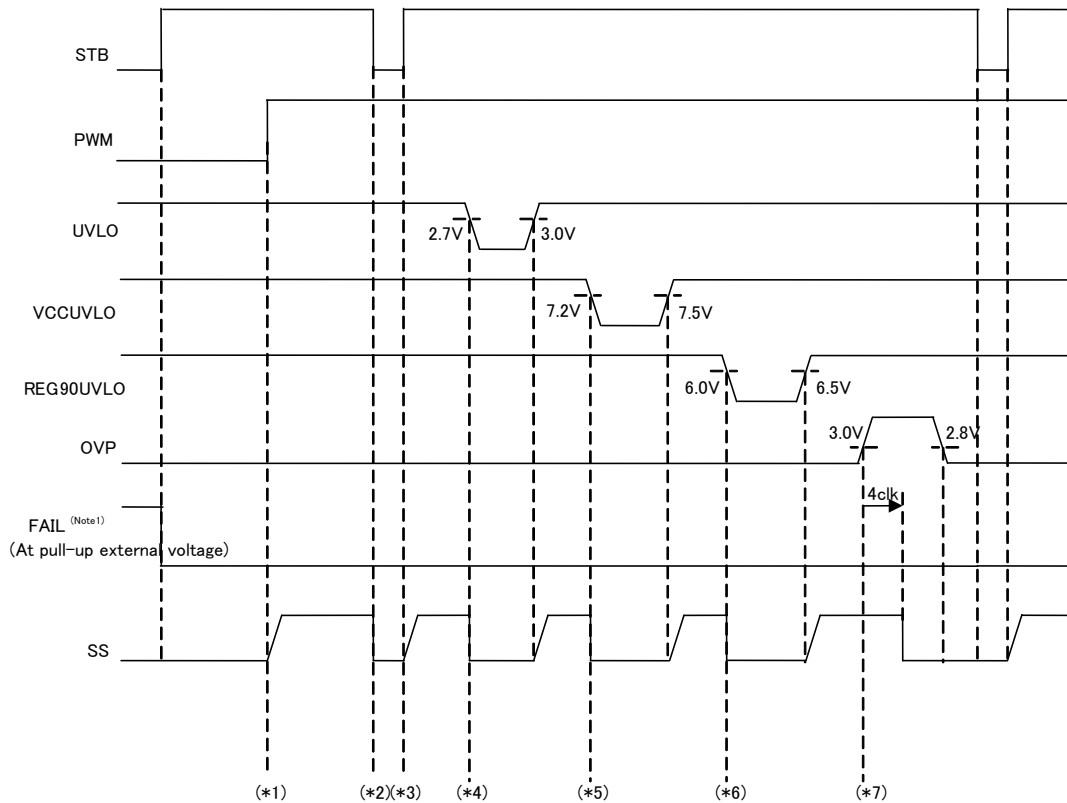 STB
PWM
UVLO
2.7V
3.0V
VCCUVLO
7.2V
7.5V
REG90UVLO
6.0V
6.5V
OVP
3.0V
2.8V
4clk
FAIL (Note1)
(At pull-up external voltage)
SS
(*1) (*2)(*3) (*4) (*5) (*6) (*7)